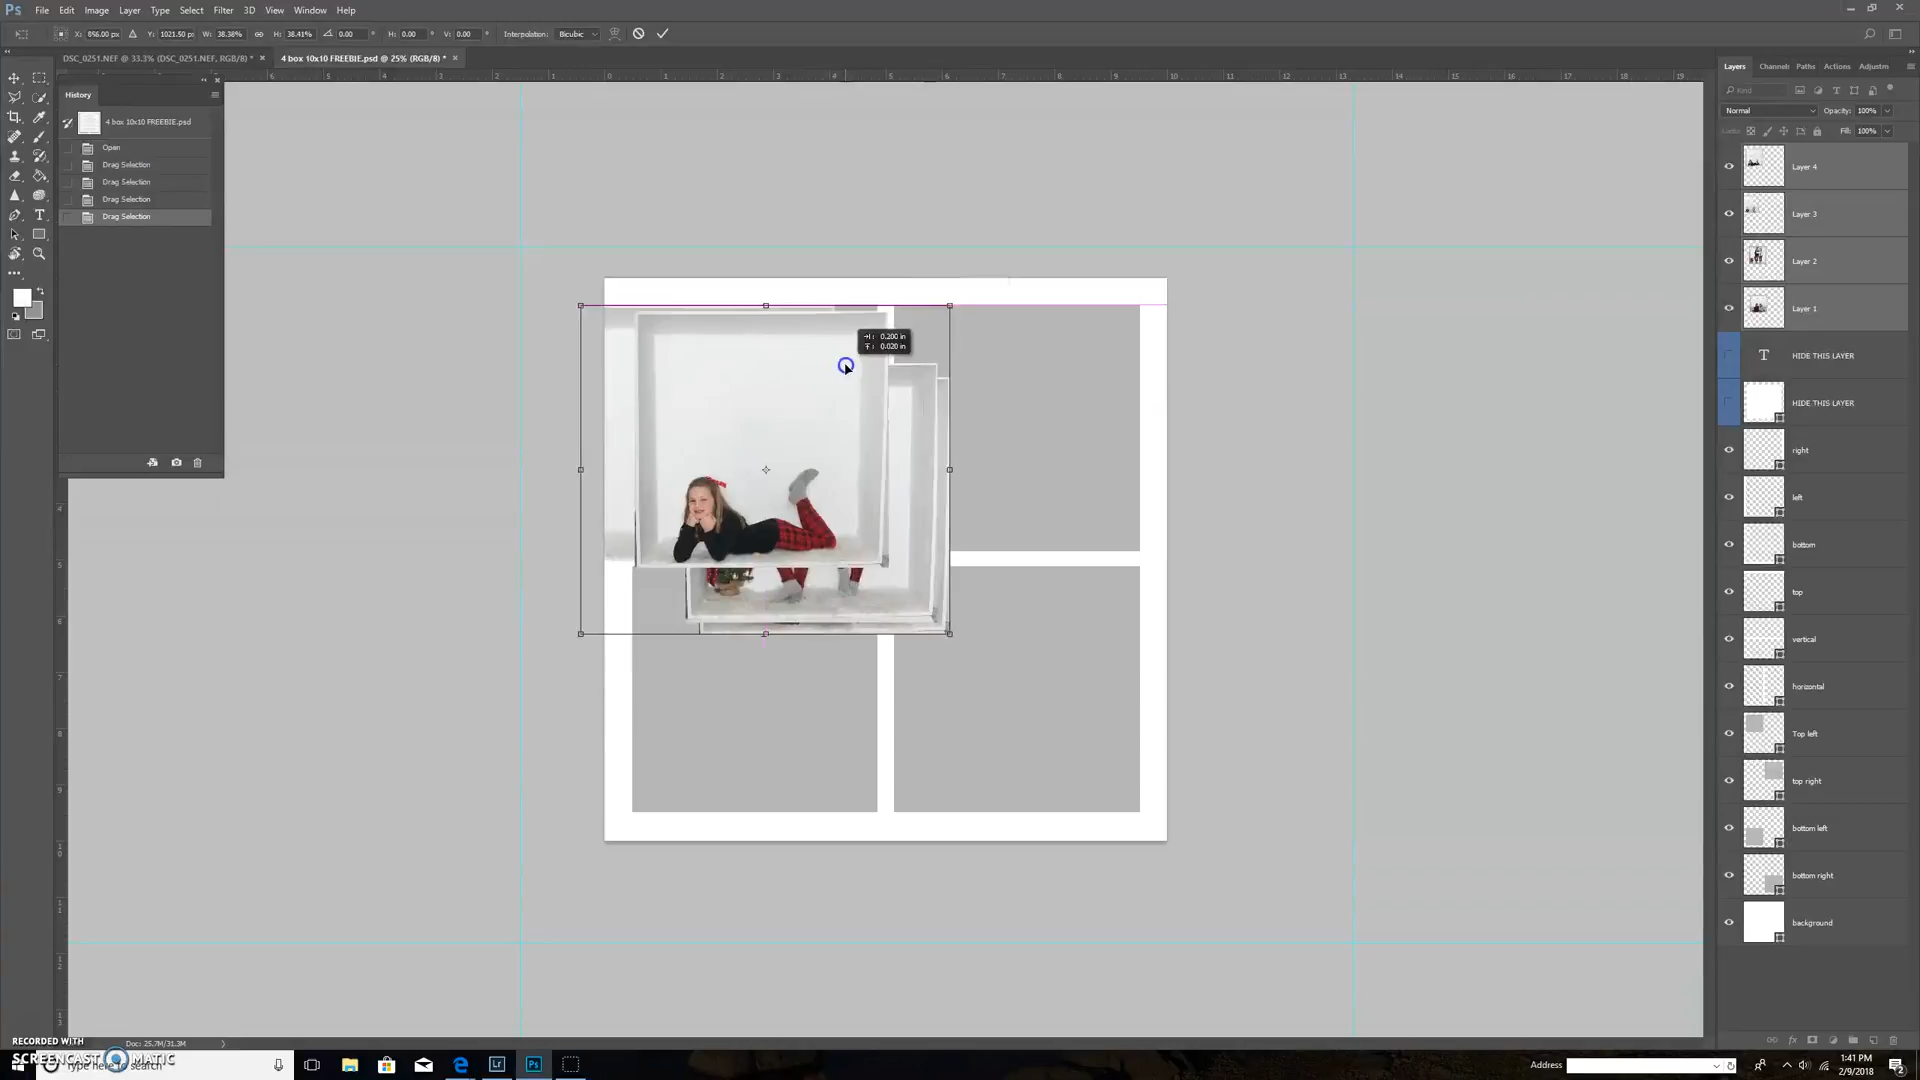 Ps File Edit Image Layer Type Select Filter 3D View Window Help
X: 856.00 px Y: 1021.50 px W: 38.38% H: 38.41% 0.00 ° H: 0.00 ° V: 0.00 ° Interpolation: Bicubic
DSC_0251.NEF @ 33.3% (DSC_0251.NEF, RGB/8) * × 4 box 10x10 FREEBIE.psd @ 25% (RGB/8) * ×
History
4 box 10x10 FREEBIE.psd
Open
Drag Selection
Drag Selection
Drag Selection
Drag Selection
H: 0.200 in
0.020 in
Layers Channels Paths Actions Adjustm
Kind
Normal Opacity: 100%
Fill: 100%
Layer 4
Layer 3
Layer 2
Layer 1
T HIDE THIS LAYER
HIDE THIS LAYER
right
left
bottom
top
vertical
horizontal
Top left
top right
bottom left
bottom right
background
Doc: 25.7M/31.3M
RECORDED WITH
SCREENCAST MATIC
Type here to search
Lr Ps
Address
1:41 PM
2/9/2018